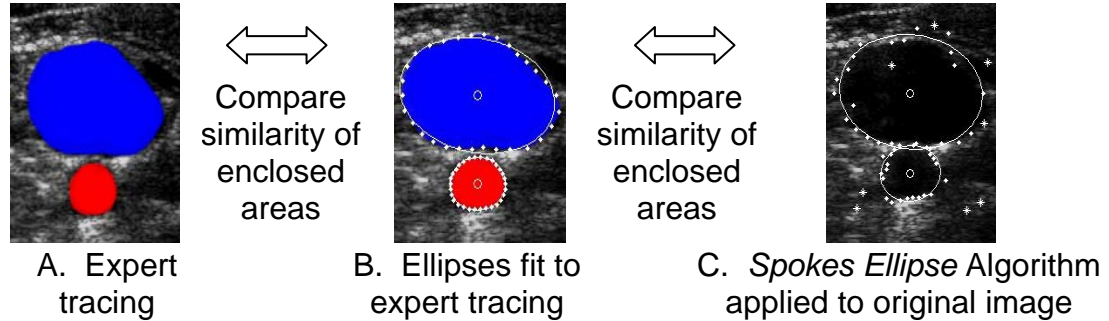 Compare
similarity of
enclosed
areas
Compare
similarity of
enclosed
areas
A. Expert
tracing
B. Ellipses fit to
expert tracing
C. Spokes Ellipse Algorithm
applied to original image